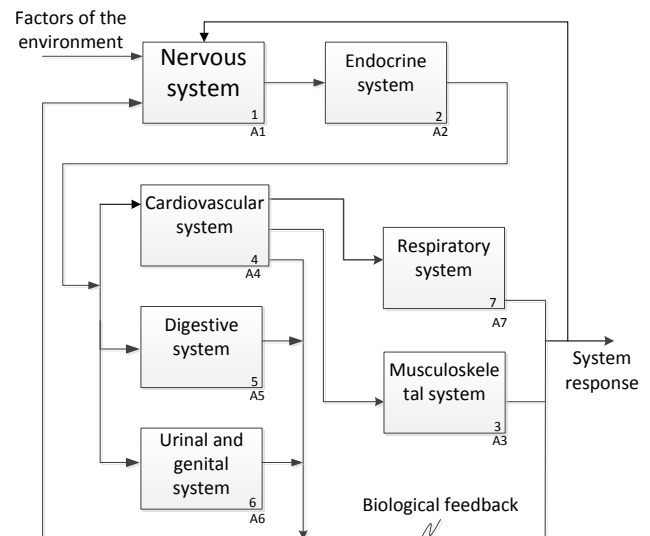 Factors of the
environment
Nervous
system
1
A1
Endocrine
system
2
A2
Cardiovascular
system
4
A4
Respiratory
system
7
A7
Digestive
system
5
A5
System
response
Musculoskele
tal system
3
A3
Urinal and
genital
system
6
A6
Biological feedback